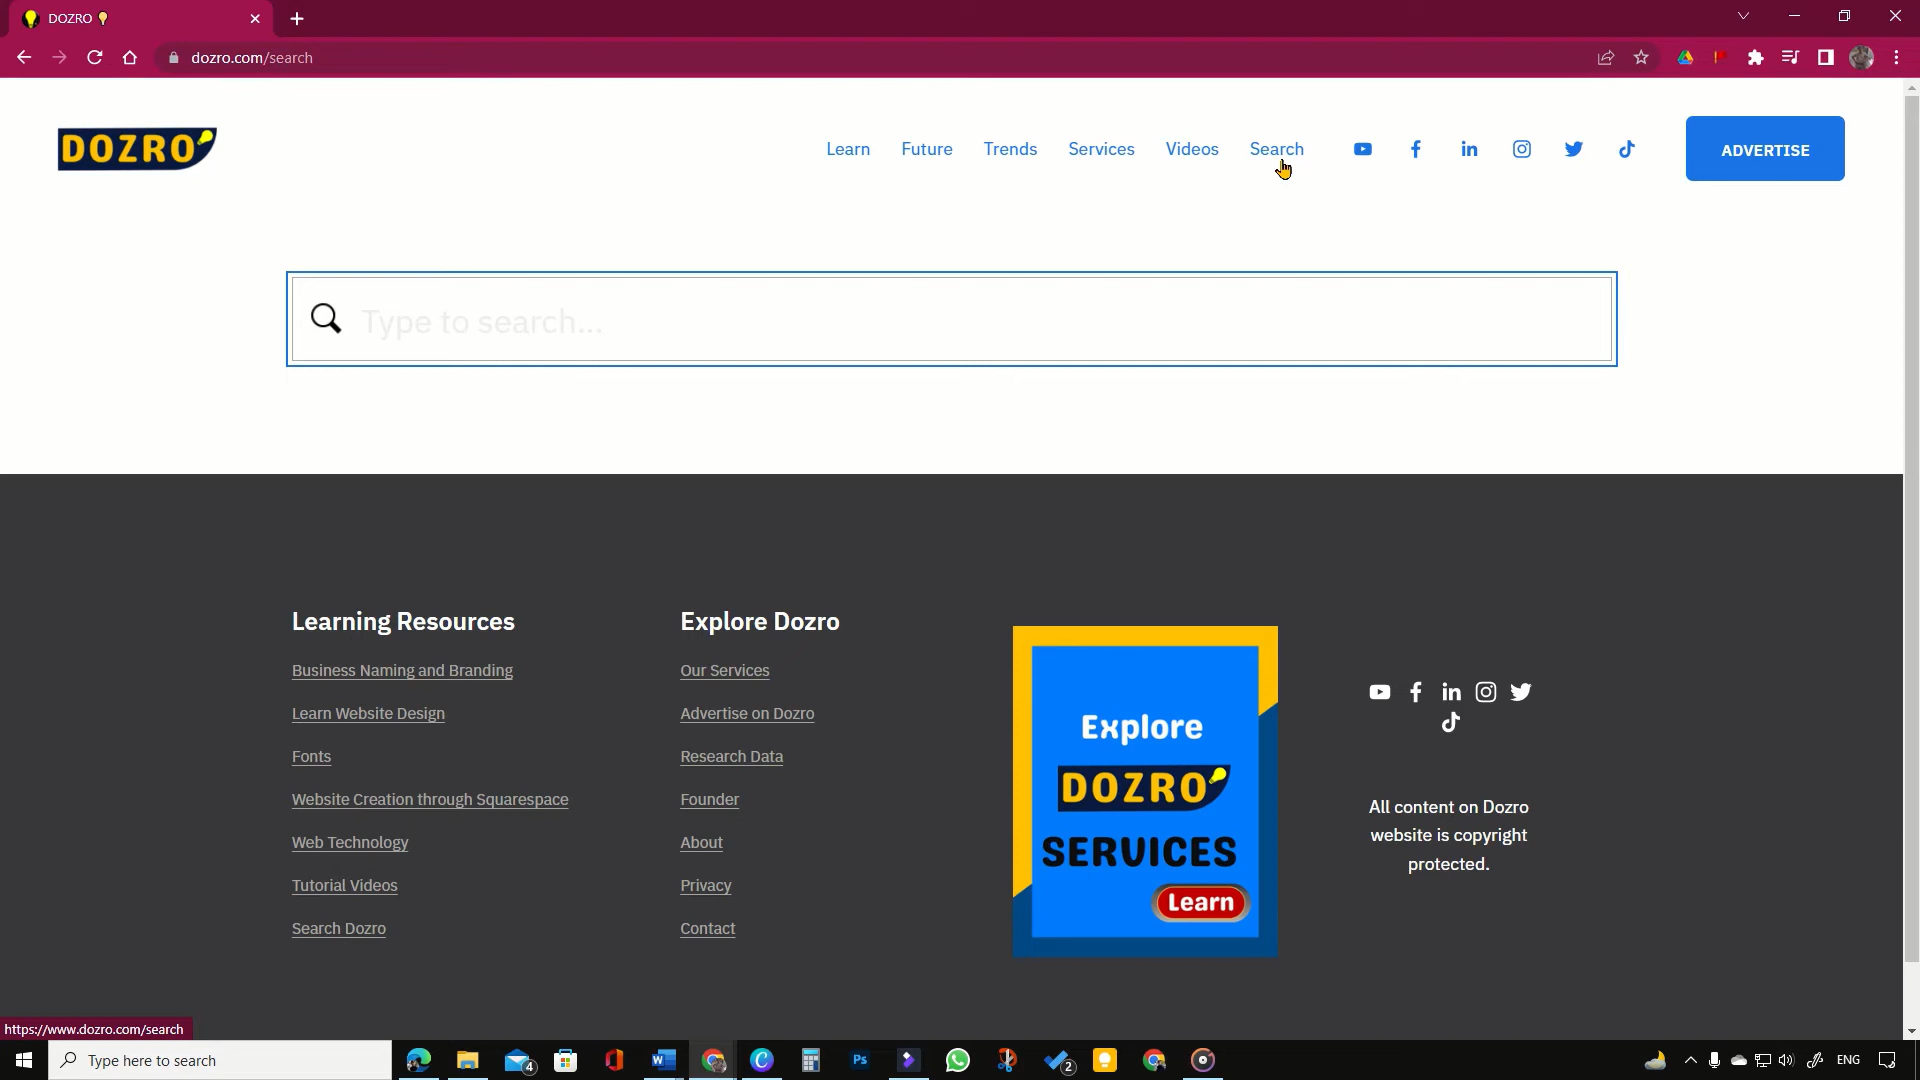 DOZRO
dozro.com/search
DOZRO
Learn
Future
Trends
Services
Videos
Search
ADVERTISE
Type to search...
Learning Resources
Business Naming and Branding
Learn Website Design
Fonts
Website Creation through Squarespace
Web Technology
Tutorial Videos
Search Dozro
Explore Dozro
Our Services
Advertise on Dozro
Research Data
Founder
About
Privacy
Contact
Explore
DOZRO
SERVICES
Learn
All content on Dozro
website is copyright
protected.
https://www.dozro.com/search
Type here to search
4
Ps
2
ENG